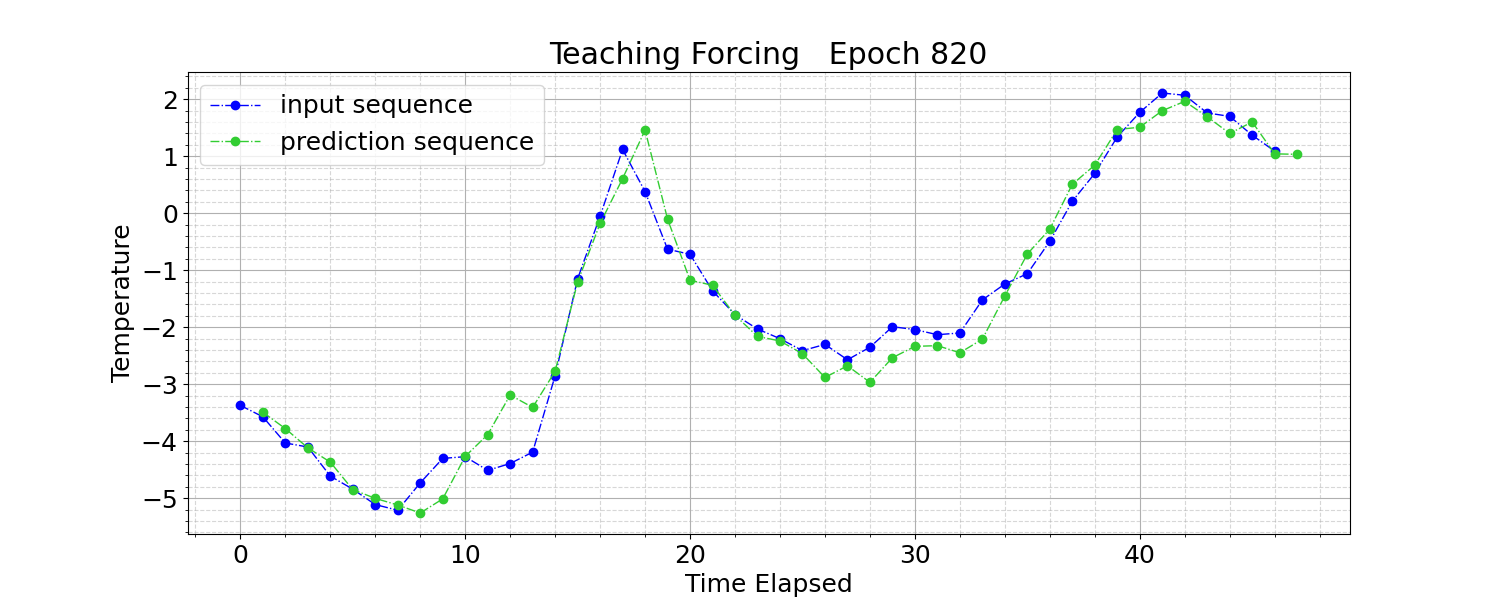 Teaching Forcing   Epoch 820
input sequence
prediction sequence
2
1
0
−1
−2
−3
−4
−5
Temperature
0 10 20 30 40
Time Elapsed